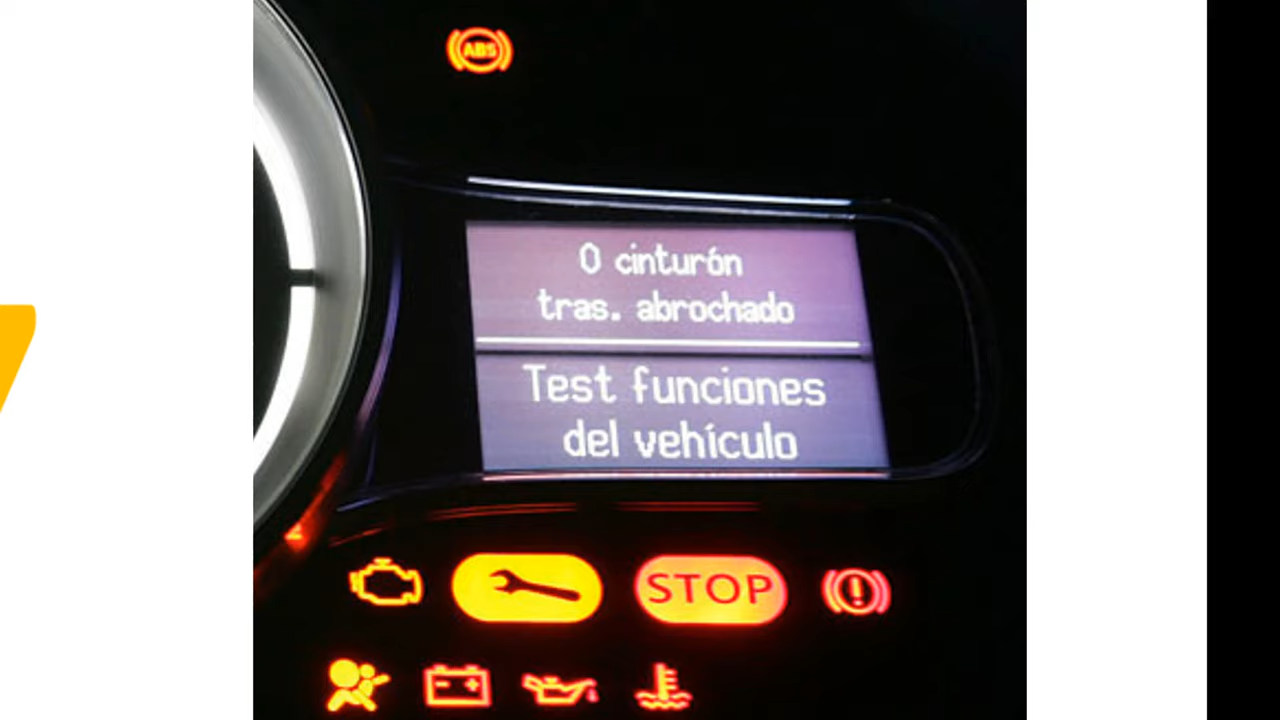 ABS
0 cinturón
tras. abrochado
Test funciones
del vehículo
STOP